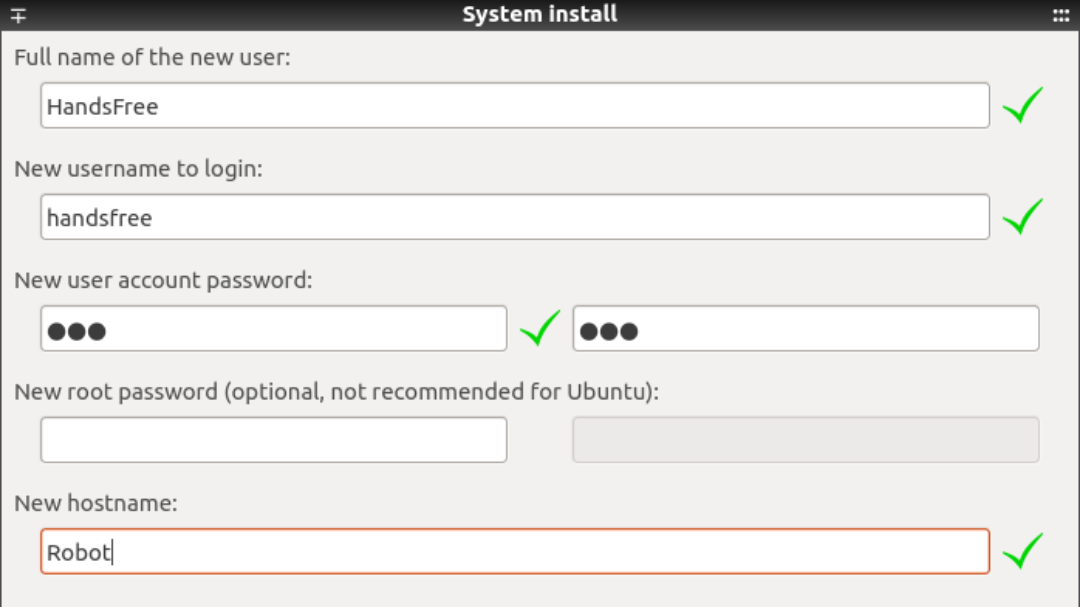 System install
Full name of the new user:
HandsFree
New username to login:
handsfree
New user account password:
●●● ●●●
New root password (optional, not recommended for Ubuntu):
New hostname:
Robot